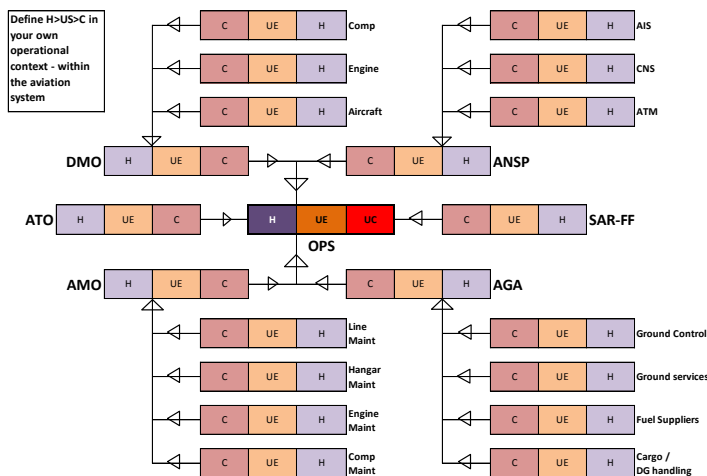 Define H>US>C in
your own
operational
context - within
the aviation
system
C UE H Comp
C UE H AIS
C UE H Engine
C UE H CNS
C UE H Aircraft
C UE H ATM
DMO H UE C
C UE H ANSP
ATO H UE C
H UE UC
C UE H SAR-FF
OPS
AMO H UE C
C UE H AGA
C UE H Line
Maint
C UE H Ground Control
C UE H Hangar
Maint
C UE H Ground services
C UE H Engine
Maint
C UE H Fuel Suppliers
C UE H Comp
Maint
C UE H Cargo /
DG handling